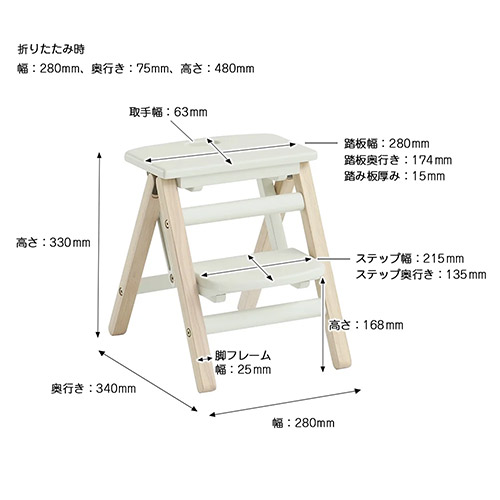 折りたたみ時
幅：280mm、奥行き：75mm、高さ：480mm
取手幅：63mm
踏板幅：280mm
踏板奥行き：174mm
踏み板厚み：15mm
高さ：330mm
ステップ幅：215mm
ステップ奥行き：135mm
高さ：168mm
脚フレーム
幅：25mm
奥行き：340mm
幅：280mm